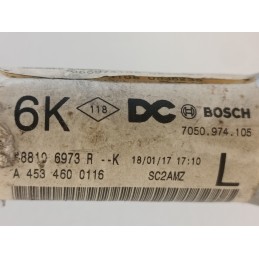 6K 118 DC BOSCH
7050.974.105
48810 6973 R --K 18/01/17 17:10
A 453 460 0116 SC2AMZ L